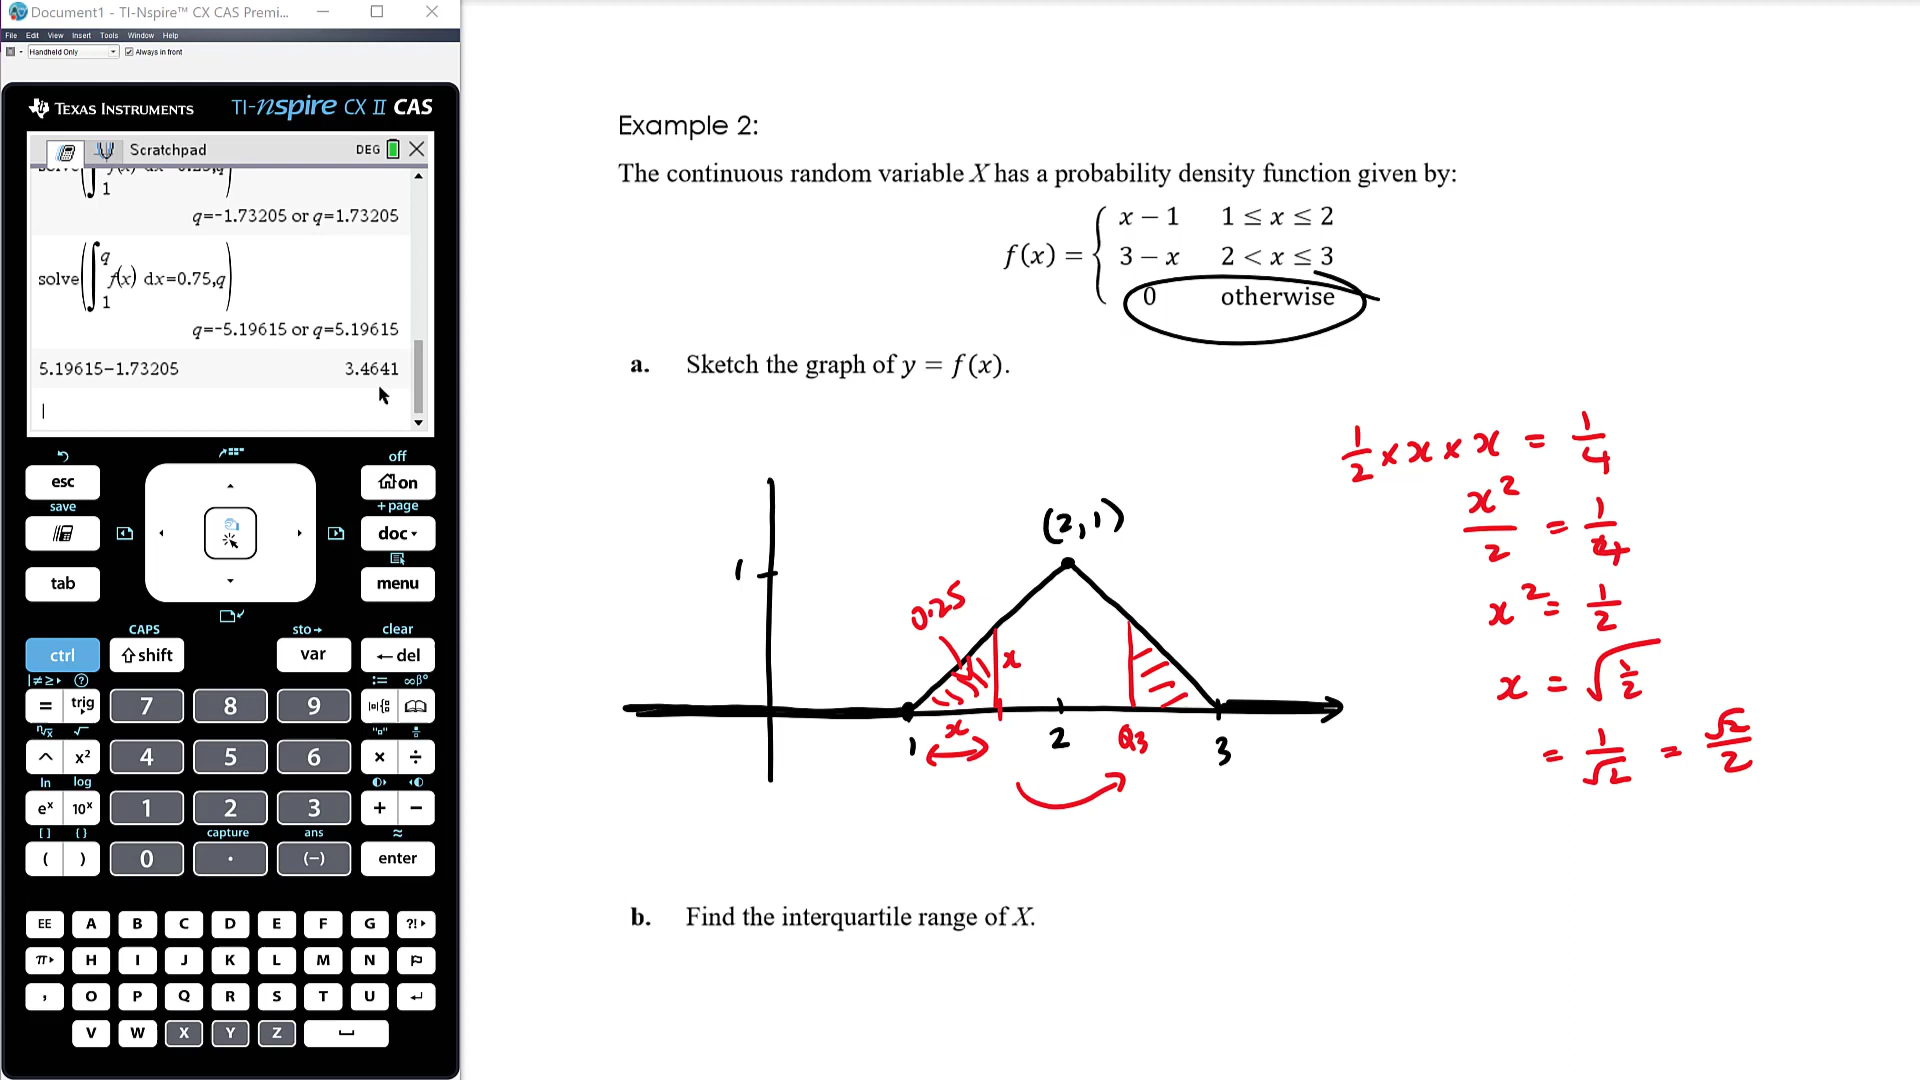 Document1 - TI-Nspire™ CX CAS Premi...
File Edit View Insert Tools Window Help
Handheld Only Always in front
TEXAS INSTRUMENTS TI-nspire CX II CAS
Scratchpad DEG
1
q=-1.73205 or q=1.73205
solve(∫₁^q f(x) dx=0.75,q)
q=-5.19615 or q=5.19615
5.19615-1.73205 3.4641
off
esc on
save +page
doc
tab menu
CAPS sto→ clear
ctrl shift var ←del
|≠≥▸ ? := ∞β°
= trig 7 8 9
ⁿ√x √
^ x² 4 5 6 × ÷
ln log
eˣ 10ˣ 1 2 3 + −
[ ] { } capture ans ≈
( ) 0 . (−) enter
EE A B C D E F G ?!▸
π▸ H I J K L M N
, O P Q R S T U ↵
V W X Y Z
Example 2:
The continuous random variable X has a probability density function given by:
x − 1 1 ≤ x ≤ 2
f(x) = { 3 − x 2 < x ≤ 3
0 otherwise
a. Sketch the graph of y = f(x).
1/2 × x × x = 1/4
x²/2 = 1/4
x² = 1/2
x = √(1/2)
= 1/√2 = √2/2
(2,1)
1
0.25
x
x
1 2 Q3 3
b. Find the interquartile range of X.